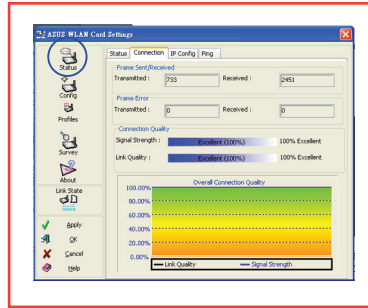 ASUS WLAN Card Settings
Status
Config
Profiles
Survey
About
Link State
Apply
OK
Cancel
Help
Status Connection IP Config Ping
Frame Sent/Received
Transmitted : 733 Received : 2451
Frame Error
Transmitted : 0 Received : 0
Connection Quality
Signal Strength : Excellent (100%) 100% Excellent
Link Quality : Excellent (100%) 100% Excellent
Overall Connection Quality
100.00%
80.00%
60.00%
40.00%
20.00%
0.00%
Link Quality Signal Strength